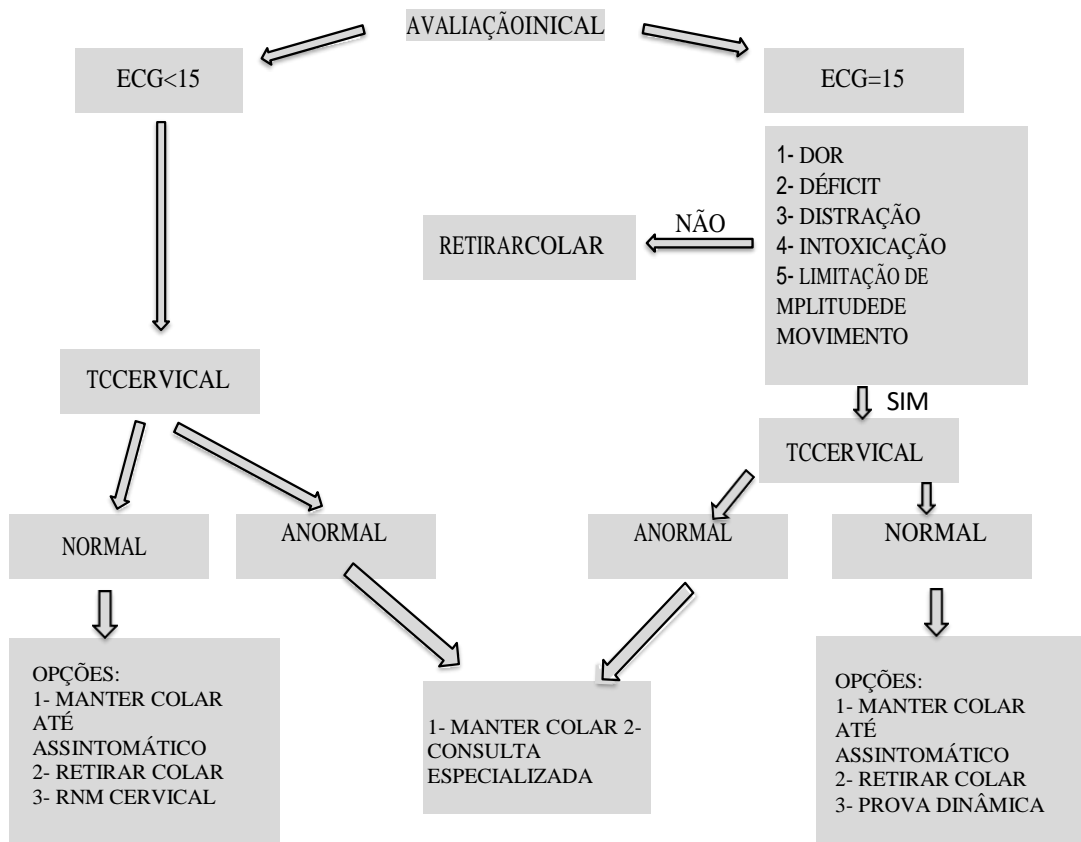 AVALIAÇÃOINICAL
ECG<15
ECG=15
1- DOR
2- DÉFICIT
3- DISTRAÇÃO
4- INTOXICAÇÃO
5- LIMITAÇÃO DE
MPLITUDEDE
MOVIMENTO
NÃO
RETIRARCOLAR
SIM
TCCERVICAL
TCCERVICAL
NORMAL
ANORMAL
ANORMAL
NORMAL
OPÇÕES:
1- MANTER COLAR
ATÉ
ASSINTOMÁTICO
2- RETIRAR COLAR
3- RNM CERVICAL
1- MANTER COLAR 2-
CONSULTA
ESPECIALIZADA
OPÇÕES:
1- MANTER COLAR
ATÉ
ASSINTOMÁTICO
2- RETIRAR COLAR
3- PROVA DINÂMICA